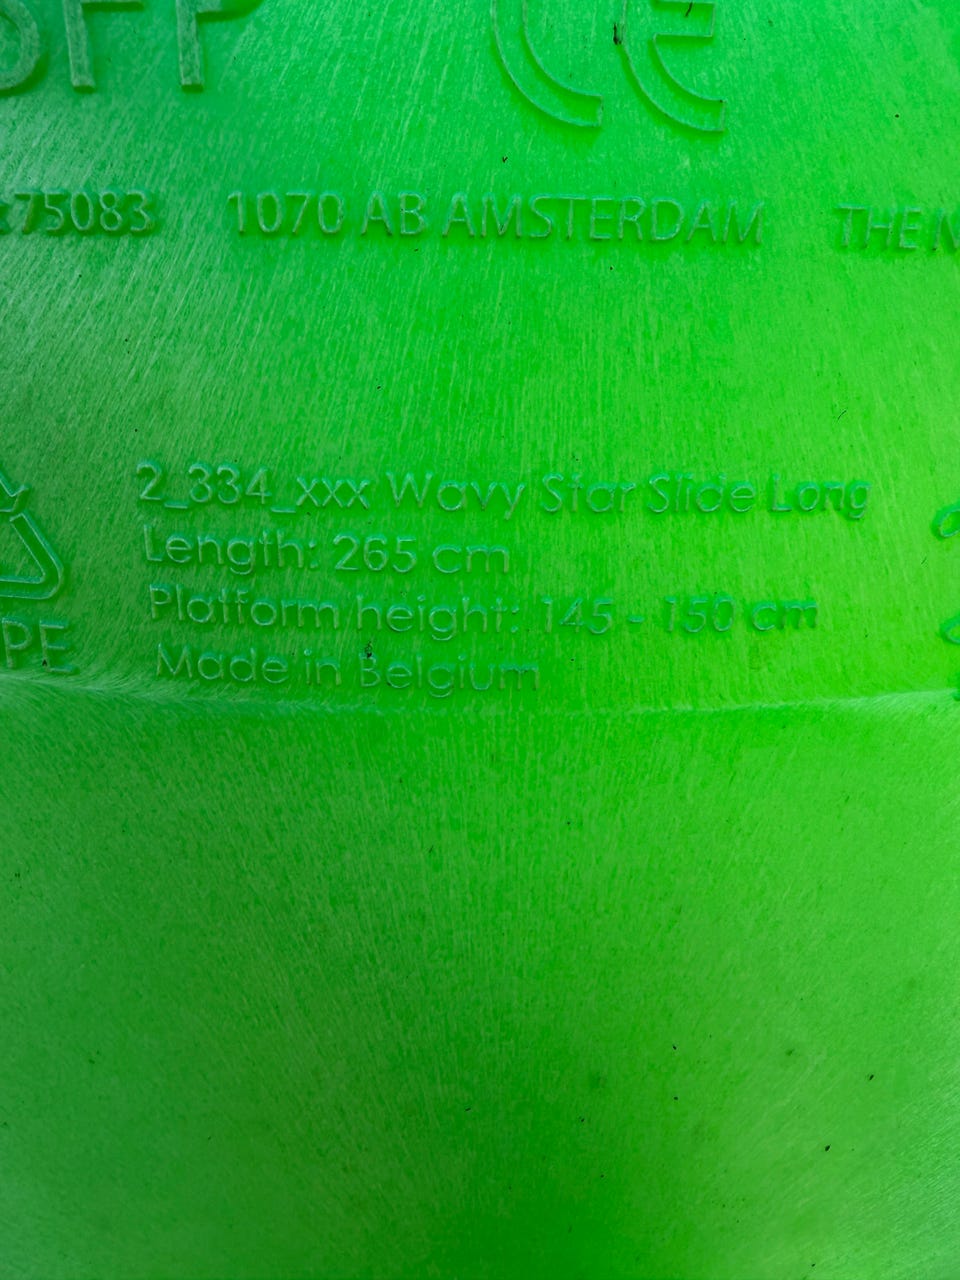 CE
75083 1070 AB AMSTERDAM THE
2_334_xxx Wavy Star Slide Long
Length: 265 cm
Platform height: 145 - 150 cm
PE
Made in Belgium